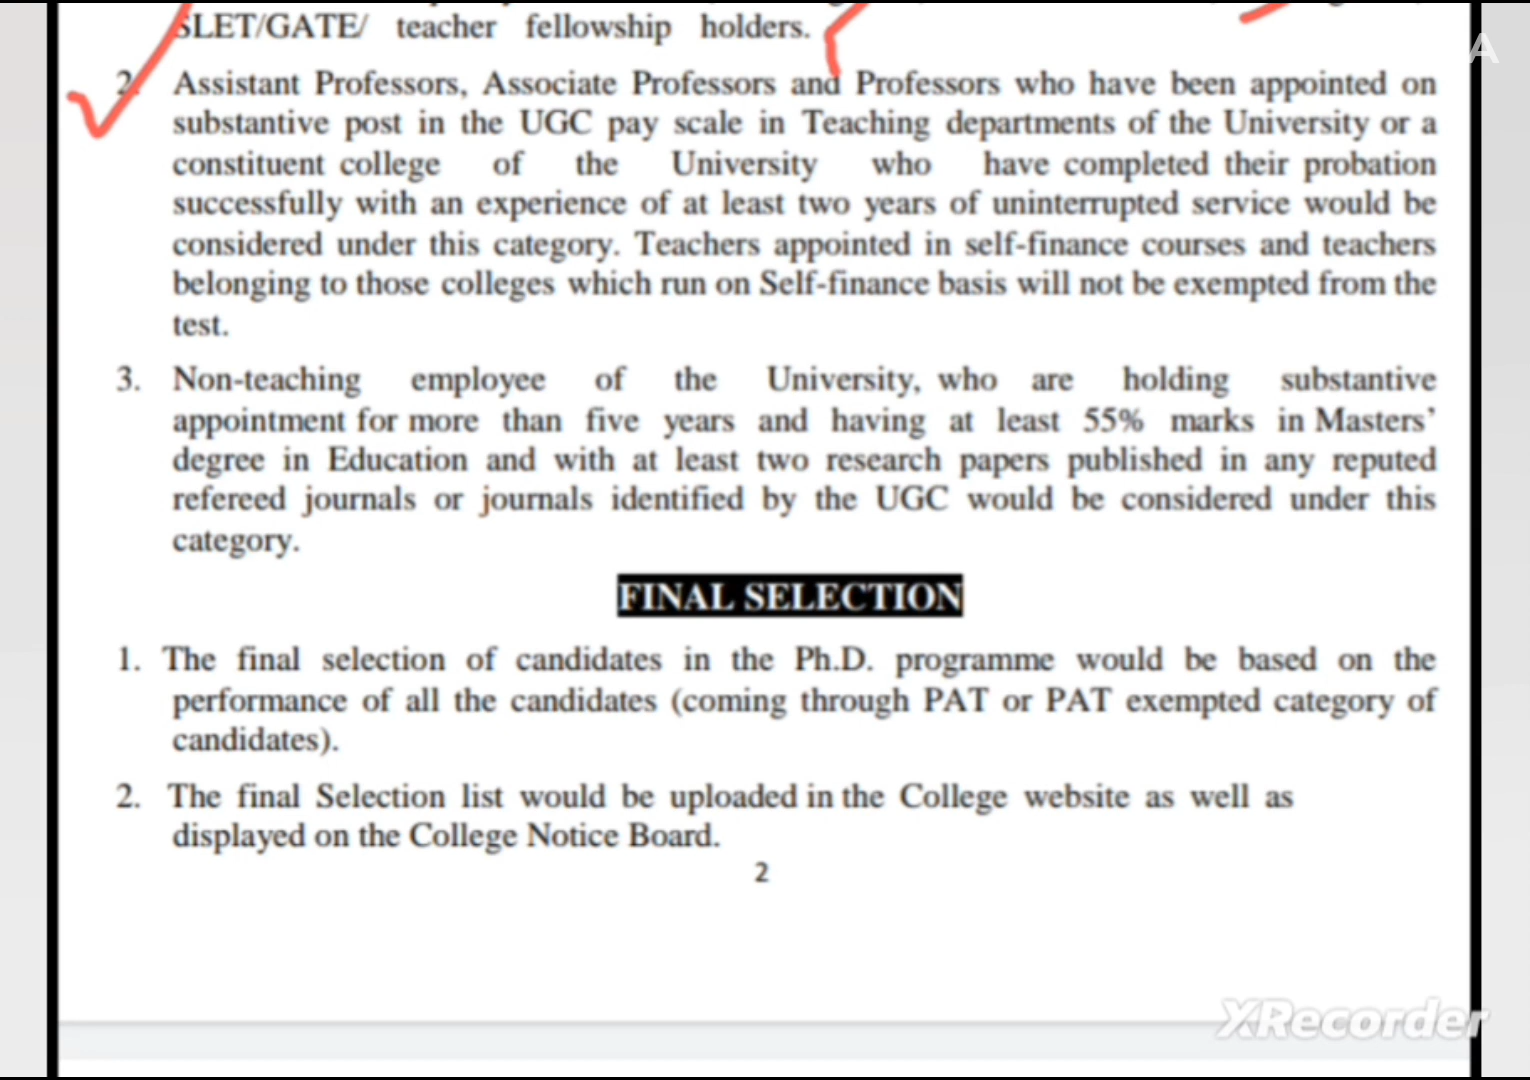 SLET/GATE/ teacher fellowship holders.
2. Assistant Professors, Associate Professors and Professors who have been appointed on
substantive post in the UGC pay scale in Teaching departments of the University or a
constituent college of the University who have completed their probation
successfully with an experience of at least two years of uninterrupted service would be
considered under this category. Teachers appointed in self-finance courses and teachers
belonging to those colleges which run on Self-finance basis will not be exempted from the
test.
3. Non-teaching employee of the University, who are holding substantive
appointment for more than five years and having at least 55% marks in Masters’
degree in Education and with at least two research papers published in any reputed
refereed journals or journals identified by the UGC would be considered under this
category.
FINAL SELECTION
1. The final selection of candidates in the Ph.D. programme would be based on the
performance of all the candidates (coming through PAT or PAT exempted category of
candidates).
2. The final Selection list would be uploaded in the College website as well as
displayed on the College Notice Board.
2
XRecorder
A